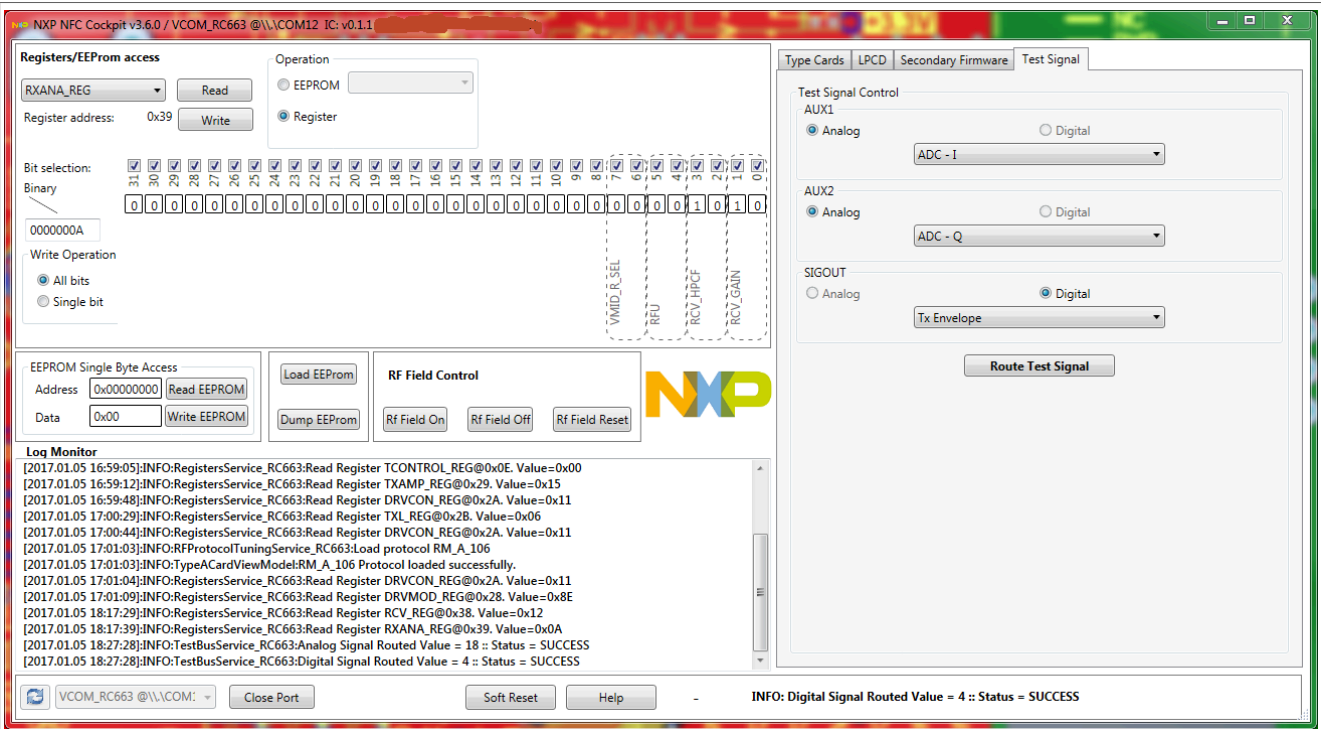 NXP NFC Cockpit v3.6.0 / VCOM_RC663 @\\.\COM12 IC: v0.1.1
Registers/EEProm access
Operation
RXANA_REG
Read
EEPROM
Register address: 0x39
Write
Register
Bit selection:
31 30 29 28 27 26 25 24 23 22 21 20 19 18 17 16 15 14 13 12 11 10 9 8 7 6 5 4 3 2 1 0
Binary
0 0 0 0 0 0 0 0 0 0 0 0 0 0 0 0 0 0 0 0 0 0 0 0 0 0 0 0 1 0 1 0
0000000A
Write Operation
All bits
Single bit
VMID_R_SEL
RFU
RCV_HPCF
RCV_GAIN
EEPROM Single Byte Access
Address 0x00000000 Read EEPROM
Data 0x00 Write EEPROM
Load EEProm
Dump EEProm
RF Field Control
Rf Field On Rf Field Off Rf Field Reset
NXP
Log Monitor
[2017.01.05 16:59:05]:INFO:RegistersService_RC663:Read Register TCONTROL_REG@0x0E. Value=0x00
[2017.01.05 16:59:12]:INFO:RegistersService_RC663:Read Register TXAMP_REG@0x29. Value=0x15
[2017.01.05 16:59:48]:INFO:RegistersService_RC663:Read Register DRVCON_REG@0x2A. Value=0x11
[2017.01.05 17:00:29]:INFO:RegistersService_RC663:Read Register TXL_REG@0x2B. Value=0x06
[2017.01.05 17:00:44]:INFO:RegistersService_RC663:Read Register DRVCON_REG@0x2A. Value=0x11
[2017.01.05 17:01:03]:INFO:RFProtocolTuningService_RC663:Load protocol RM_A_106
[2017.01.05 17:01:03]:INFO:TypeACardViewModel:RM_A_106 Protocol loaded successfully.
[2017.01.05 17:01:04]:INFO:RegistersService_RC663:Read Register DRVCON_REG@0x2A. Value=0x11
[2017.01.05 17:01:09]:INFO:RegistersService_RC663:Read Register DRVMOD_REG@0x28. Value=0x8E
[2017.01.05 18:17:29]:INFO:RegistersService_RC663:Read Register RCV_REG@0x38. Value=0x12
[2017.01.05 18:17:39]:INFO:RegistersService_RC663:Read Register RXANA_REG@0x39. Value=0x0A
[2017.01.05 18:27:28]:INFO:TestBusService_RC663:Analog Signal Routed Value = 18 :: Status = SUCCESS
[2017.01.05 18:27:28]:INFO:TestBusService_RC663:Digital Signal Routed Value = 4 :: Status = SUCCESS
Type Cards LPCD Secondary Firmware Test Signal
Test Signal Control
AUX1
Analog Digital
ADC - I
AUX2
Analog Digital
ADC - Q
SIGOUT
Analog Digital
Tx Envelope
Route Test Signal
VCOM_RC663 @\\.\COM: Close Port Soft Reset Help - INFO: Digital Signal Routed Value = 4 :: Status = SUCCESS